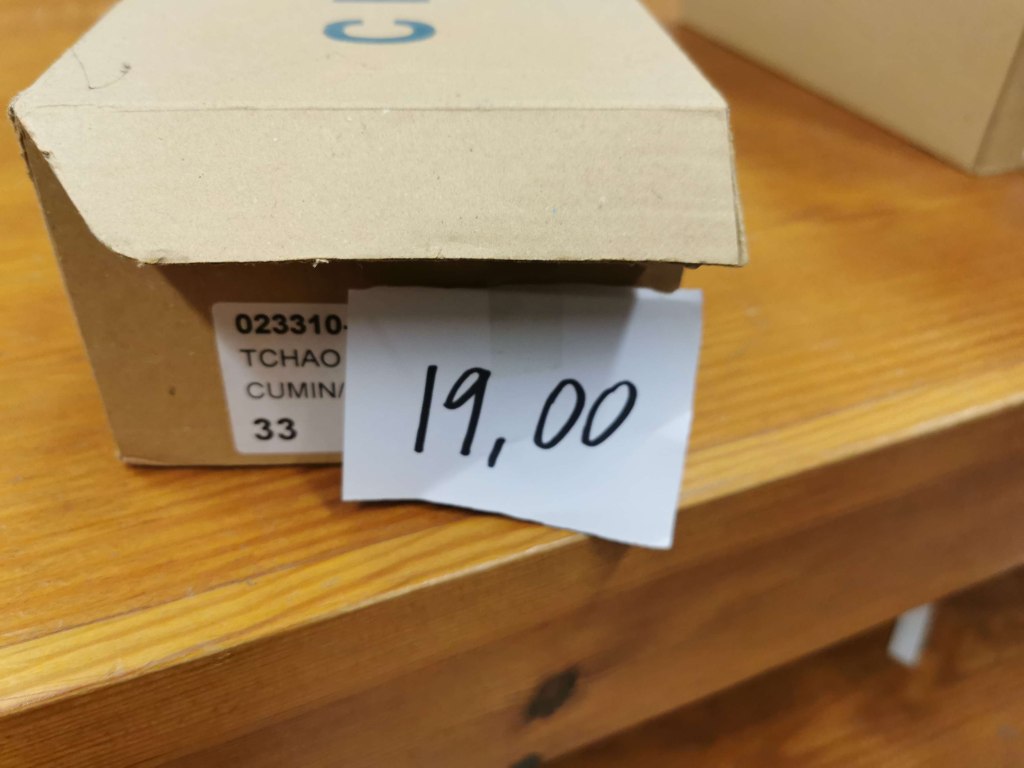 023310-
TCHAO
CUMIN/
33
19,00